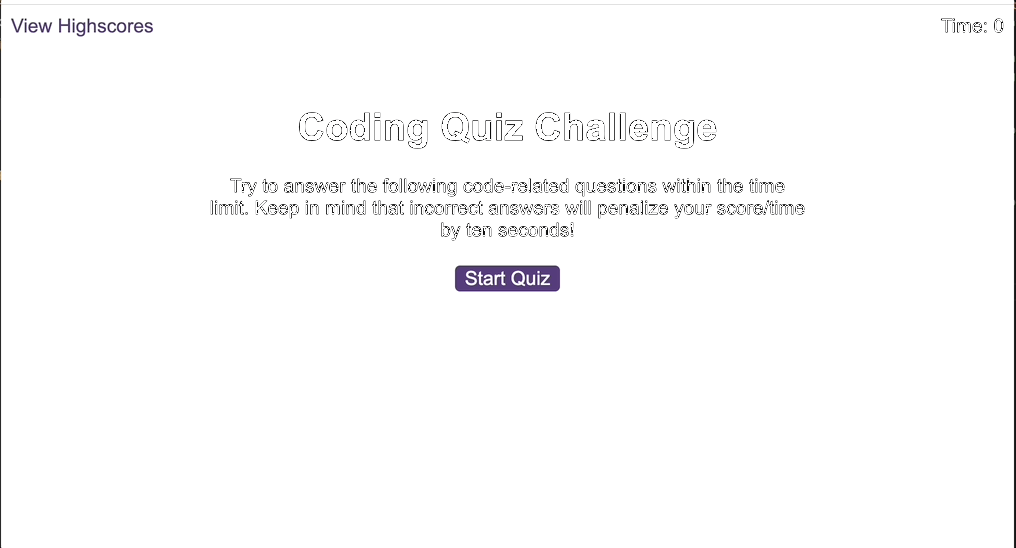 View Highscores
Time: 0
Coding Quiz Challenge
Try to answer the following code-related questions within the time
limit. Keep in mind that incorrect answers will penalize your score/time
by ten seconds!
Start Quiz